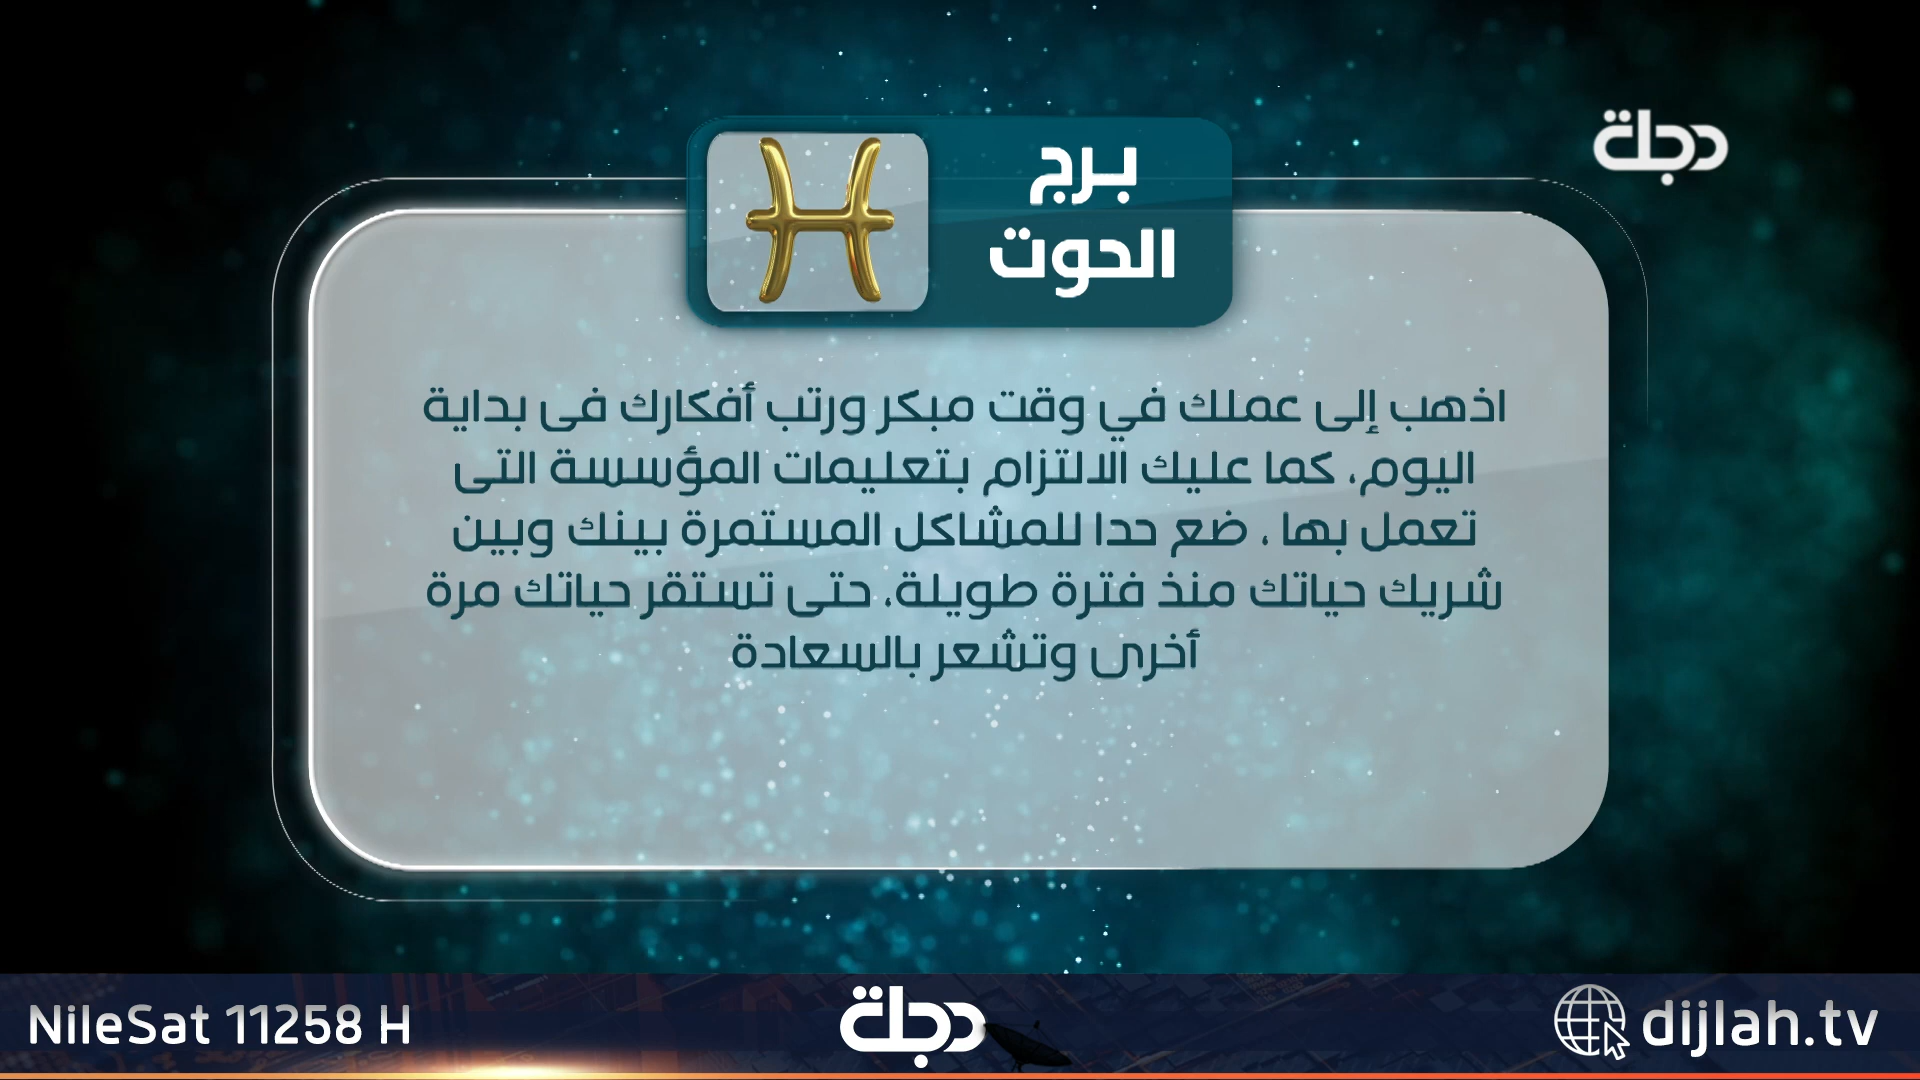 دجلة
برج
الحوت
اذهب إلى عملك في وقت مبكر ورتب أفكارك فى بداية
اليوم، كما عليك الالتزام بتعليمات المؤسسة التى
تعمل بها ، ضع حدا للمشاكل المستمرة بينك وبين
شريك حياتك منذ فترة طويلة، حتى تستقر حياتك مرة
أخرى وتشعر بالسعادة
NileSat 11258 H
دجلة
dijlah.tv